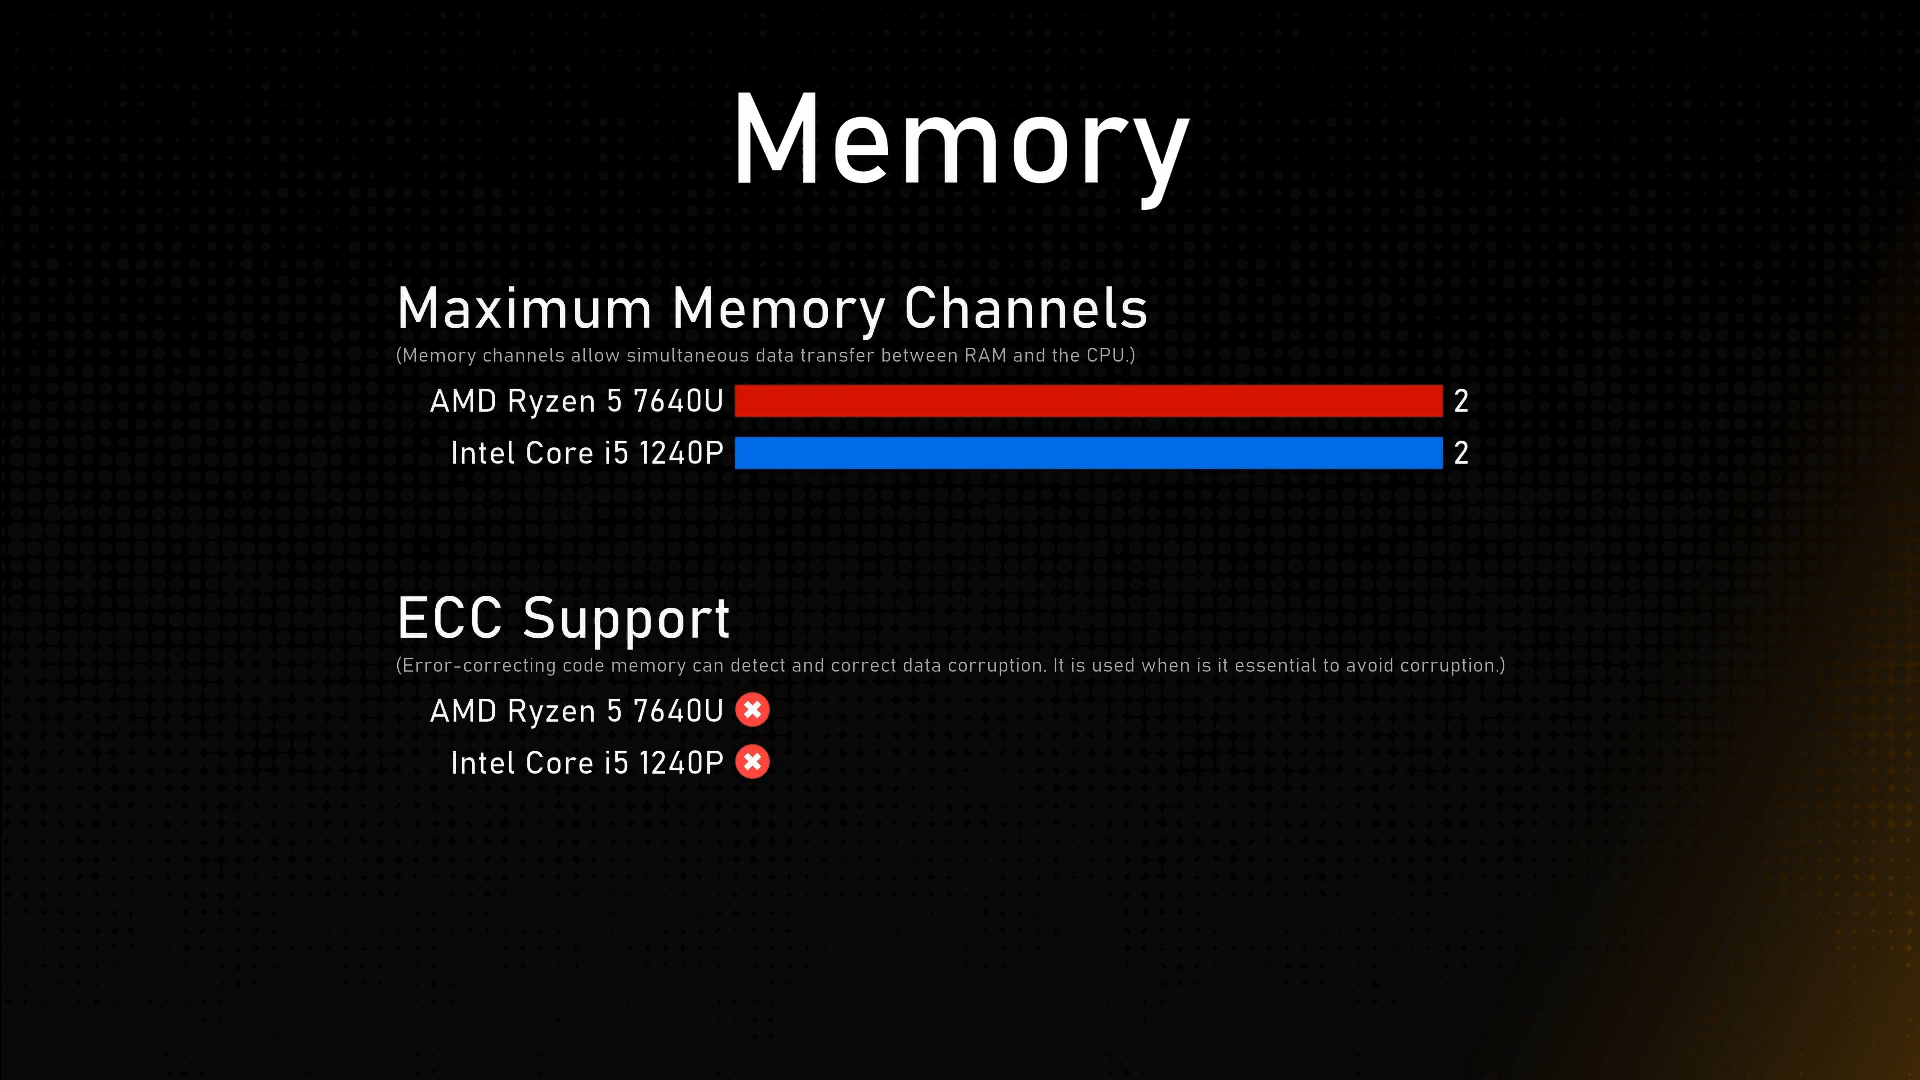 Memory
Maximum Memory Channels
(Memory channels allow simultaneous data transfer between RAM and the CPU.)
AMD Ryzen 5 7640U 2
Intel Core i5 1240P 2
ECC Support
(Error-correcting code memory can detect and correct data corruption. It is used when is it essential to avoid corruption.)
AMD Ryzen 5 7640U
Intel Core i5 1240P